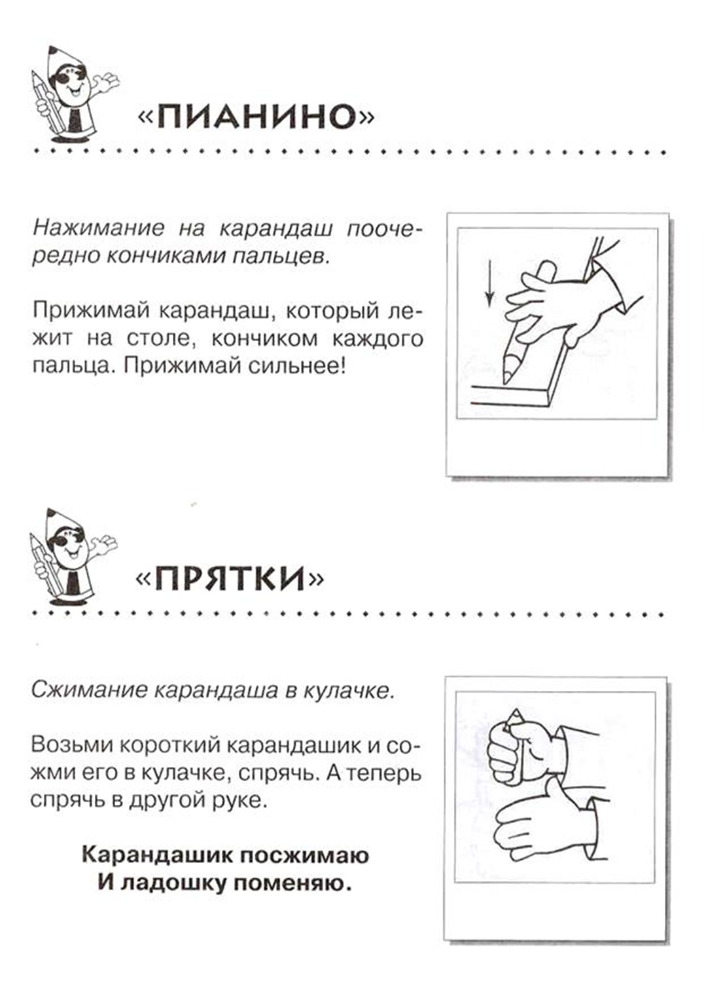 «ПИАНИНО»
Нажимание на карандаш пооче-
редно кончиками пальцев.
Прижимай карандаш, который ле-
жит на столе, кончиком каждого
пальца. Прижимай сильнее!
«ПРЯТКИ»
Сжимание карандаша в кулачке.
Возьми короткий карандашик и со-
жми его в кулачке, спрячь. А теперь
спрячь в другой руке.
Карандашик посжимаю
И ладошку поменяю.